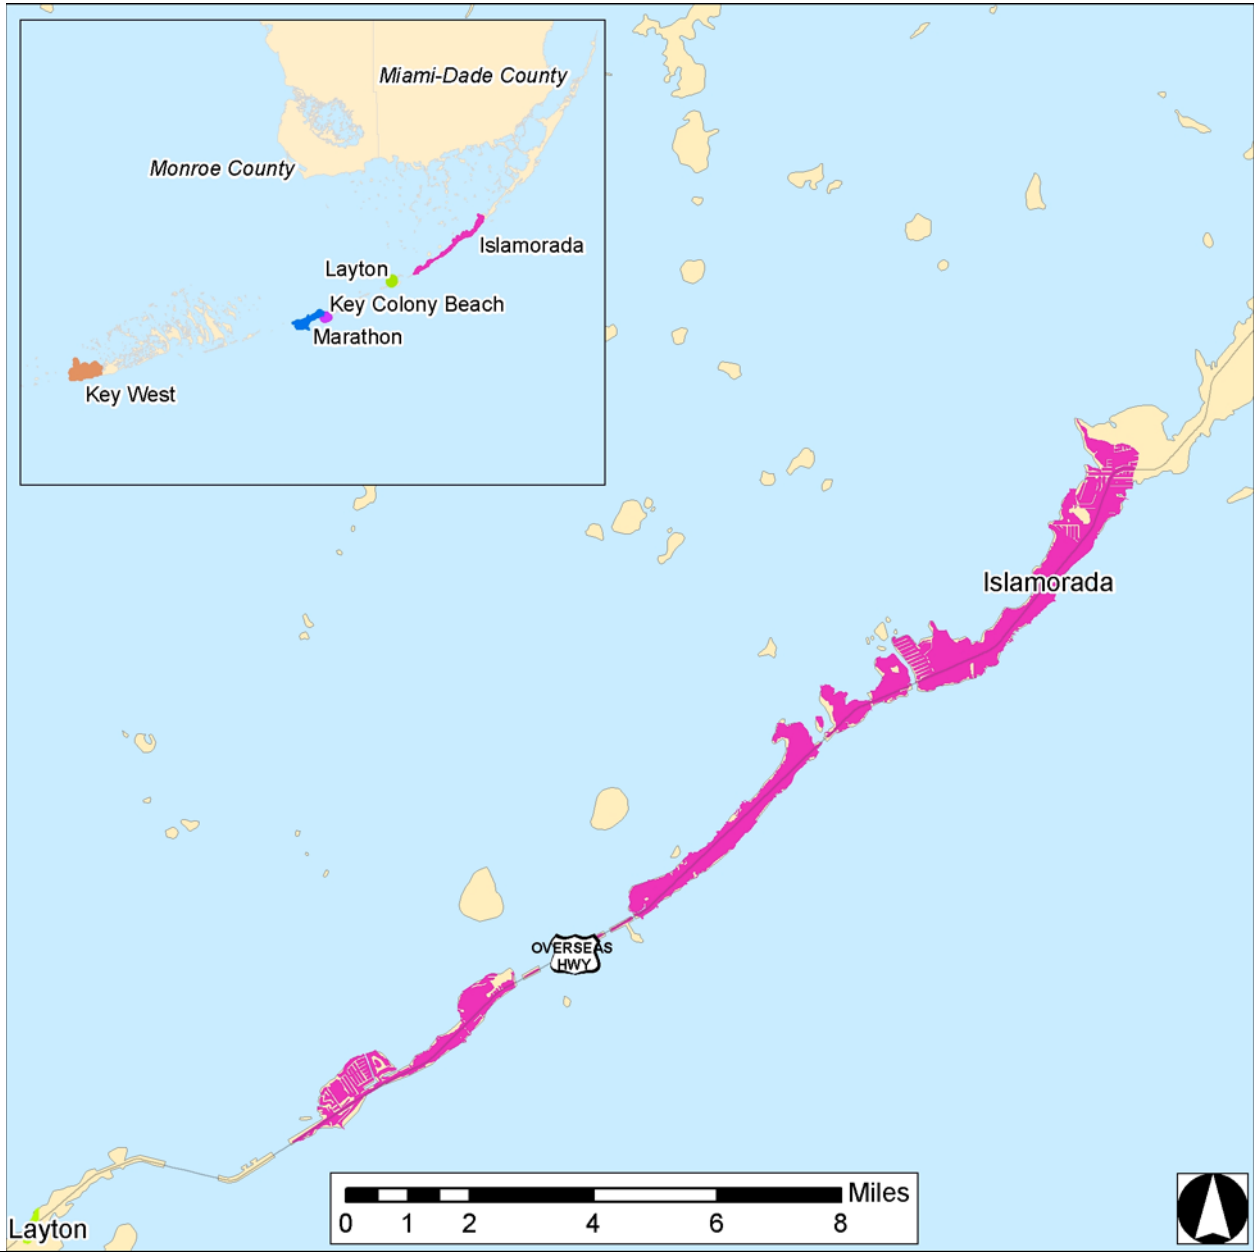 Miami-Dade County
Monroe County
Islamorada
Layton
Key Colony Beach
Marathon
Key West
Islamorada
OVERSEAS
HWY
Layton
Miles
0 1 2 4 6 8